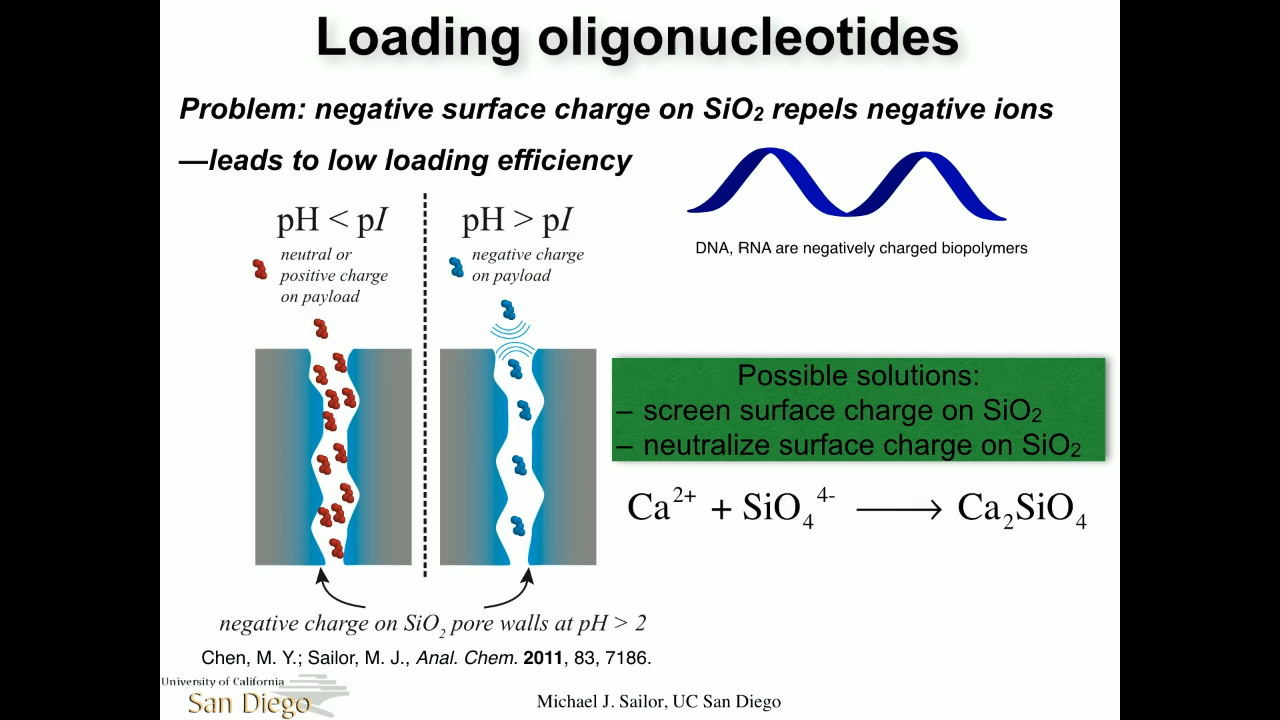 Loading oligonucleotides
Problem: negative surface charge on SiO₂ repels negative ions
—leads to low loading efficiency
pH < pI
neutral or
positive charge
on payload
pH > pI
negative charge
on payload
DNA, RNA are negatively charged biopolymers
Possible solutions:
– screen surface charge on SiO₂
– neutralize surface charge on SiO₂
Ca²⁺ + SiO₄⁴⁻ ⟶ Ca₂SiO₄
negative charge on SiO₂ pore walls at pH > 2
Chen, M. Y.; Sailor, M. J., Anal. Chem. 2011, 83, 7186.
University of California
San Diego
Michael J. Sailor, UC San Diego